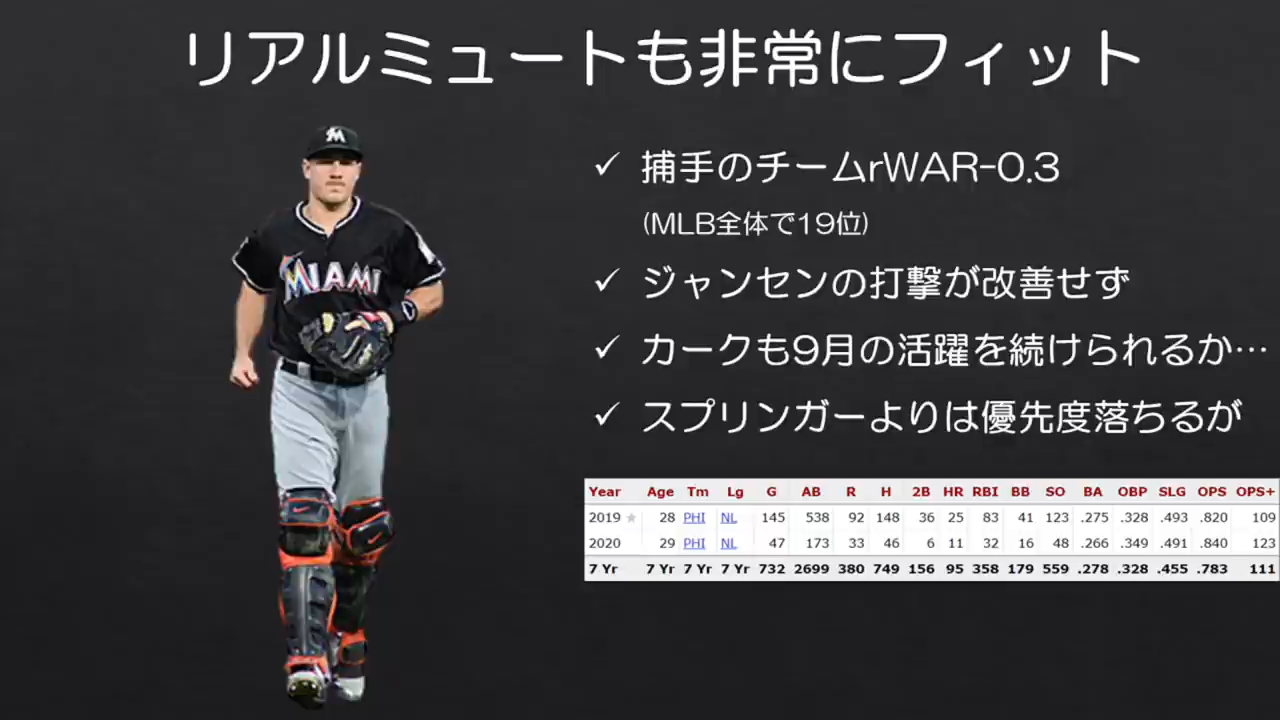 リアルミュートも非常にフィット
✓ 捕手のチームrWAR-0.3
(MLB全体で19位)
✓ ジャンセンの打撃が改善せず
✓ カークも9月の活躍を続けられるか…
✓ スプリンガーよりは優先度落ちるが
M
MIAMI
Year Age Tm Lg G AB R H 2B HR RBI BB SO BA OBP SLG OPS OPS+
2019 ★ 28 PHI NL 145 538 92 148 36 25 83 41 123 .275 .328 .493 .820 109
2020 29 PHI NL 47 173 33 46 6 11 32 16 48 .266 .349 .491 .840 123
7 Yr 7 Yr 7 Yr 7 Yr 732 2699 380 749 156 95 358 179 559 .278 .328 .455 .783 111